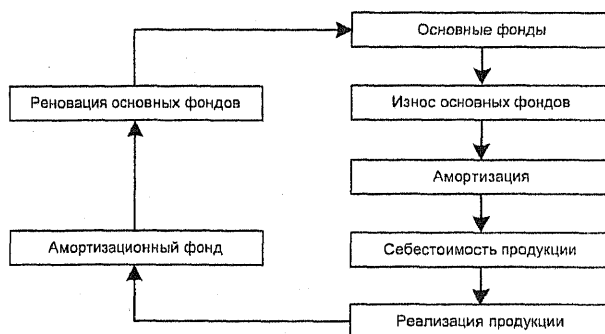 Основные фонды
Реновация основных фондов
Износ основных фондов
Амортизация
Амортизационный фонд
Себестоимость продукции
Реализация продукции